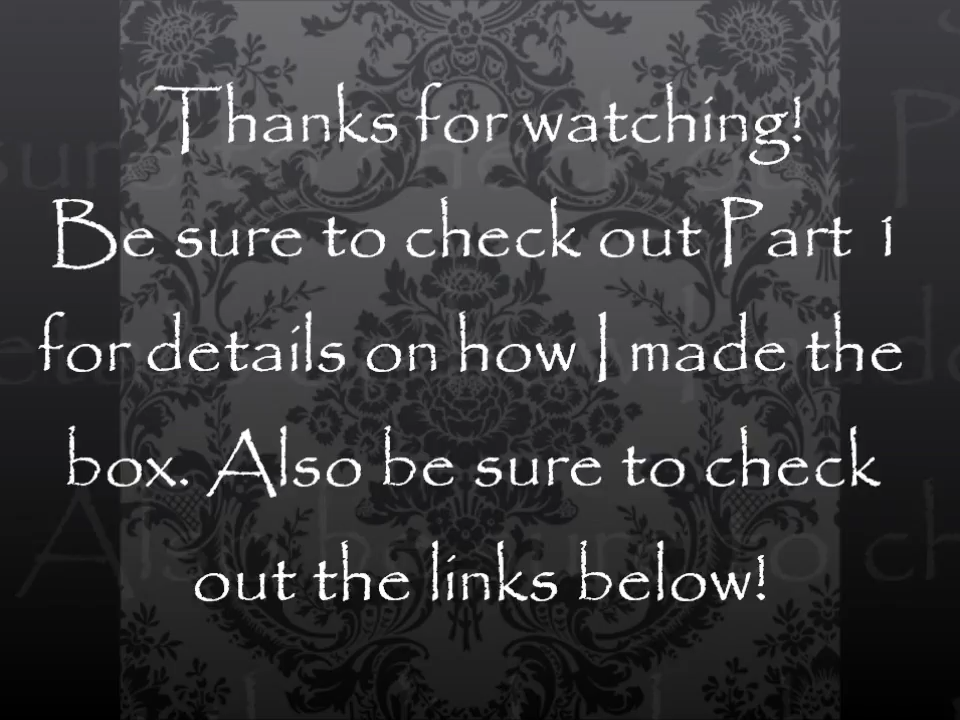 Thanks for watching!
Be sure to check out Part 1
for details on how I made the
box. Also be sure to check
out the links below!